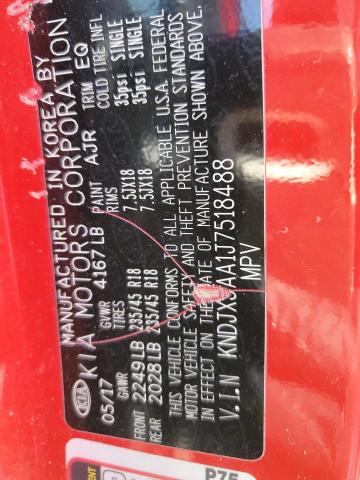 MANUFACTURED IN KOREA BY
KIA KIA MOTORS CORPORATION
05/17 4167LB AJR EQ
GVWR PAINT TRIM
GAWR TIRES RIMS COLD TIRE INFL
FRONT 2249LB 235/45 R18 7.5JX18 35psi SINGLE
REAR 2028LB 235/45 R18 7.5JX18 35psi SINGLE
THIS VEHICLE CONFORMS TO ALL APPLICABLE U.S.A. FEDERAL
MOTOR VEHICLE SAFETY AND THEFT PREVENTION STANDARDS
IN EFFECT ON THE DATE OF MANUFACTURE SHOWN ABOVE.
V.I.N
MPV